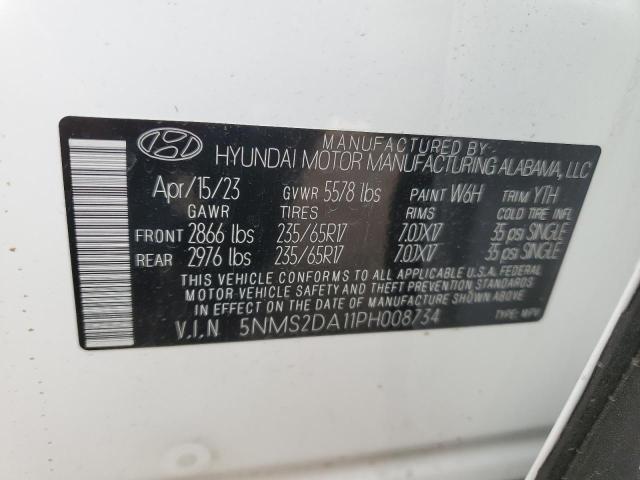 MANUFACTURED BY
HYUNDAI MOTOR MANUFACTURING ALABAMA, LLC
Apr/15/23 GVWR 5578 lbs PAINT W6H TRIM YTH
GAWR TIRES RIMS COLD TIRE INFL
FRONT 2866 lbs 235/65R17 7.0JX17 35 psi SINGLE
REAR 2976 lbs 235/65R17 7.0JX17 35 psi SINGLE
THIS VEHICLE CONFORMS TO ALL APPLICABLE U.S.A. FEDERAL
MOTOR VEHICLE SAFETY AND THEFT PREVENTION STANDARDS
IN EFFECT ON THE DATE OF MANUFACTURE SHOWN ABOVE.
V.I.N 5NMS2DA11PH008734 TYPE: MPV